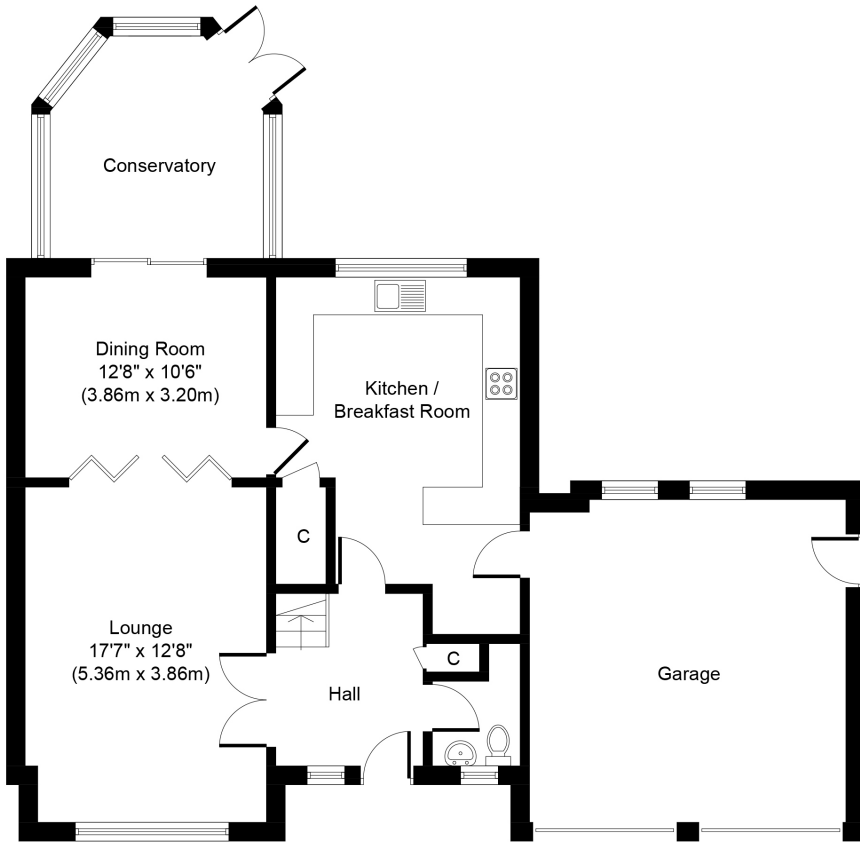 Conservatory
Dining Room
12'8" x 10'6"
(3.86m x 3.20m)
Kitchen /
Breakfast Room
C
Lounge
17'7" x 12'8"
(5.36m x 3.86m)
C
Hall
Garage